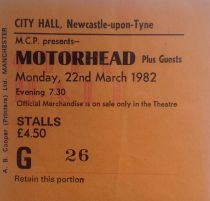 CITY HALL, Newcastle-upon-Tyne
M.C.P. presents—
MOTORHEAD Plus Guests
Monday, 22nd March 1982
Evening 7.30
Official Merchandise is on sale only in the Theatre
STALLS
£4.50
G 26
Retain this portion
A. B. Cooper (Printers) Ltd. MANCHESTER